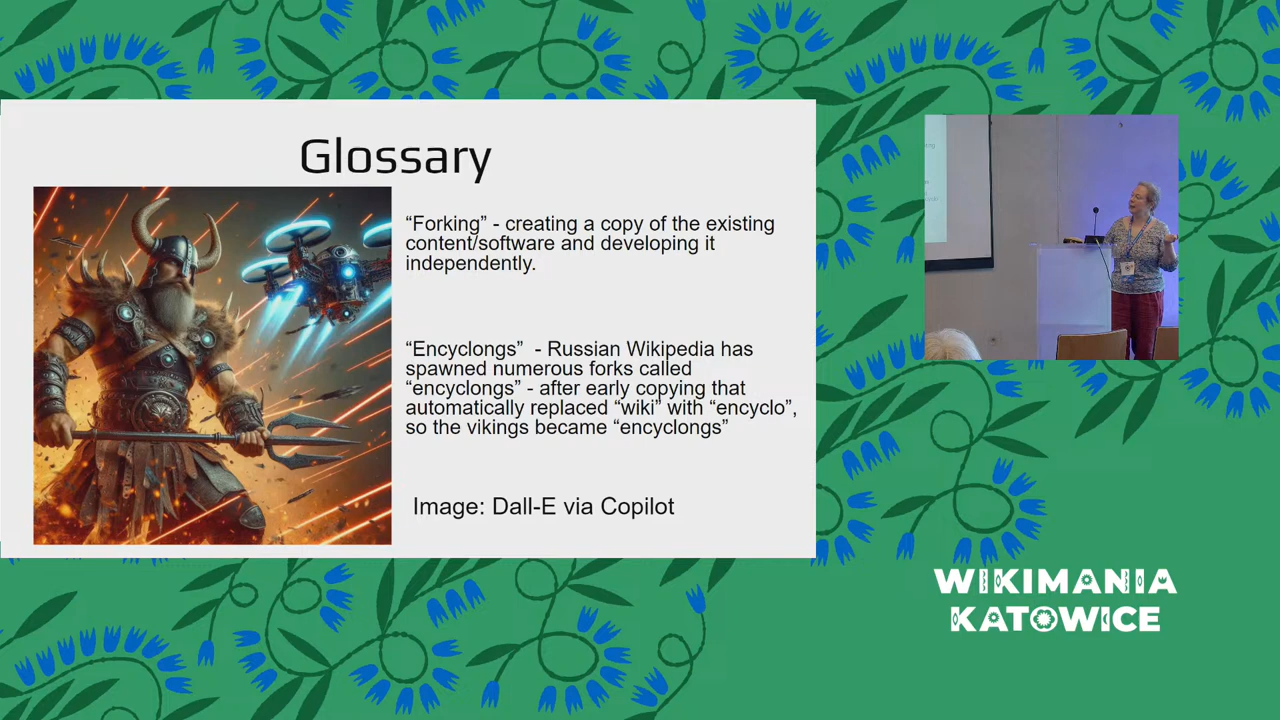 Glossary
“Forking” - creating a copy of the existing
content/software and developing it
independently.
“Encyclongs”  - Russian Wikipedia has
spawned numerous forks called
“encyclongs” - after early copying that
automatically replaced “wiki” with “encyclo”,
so the vikings became “encyclongs”
Image: Dall-E via Copilot
WIKIMANIA
KATOWICE